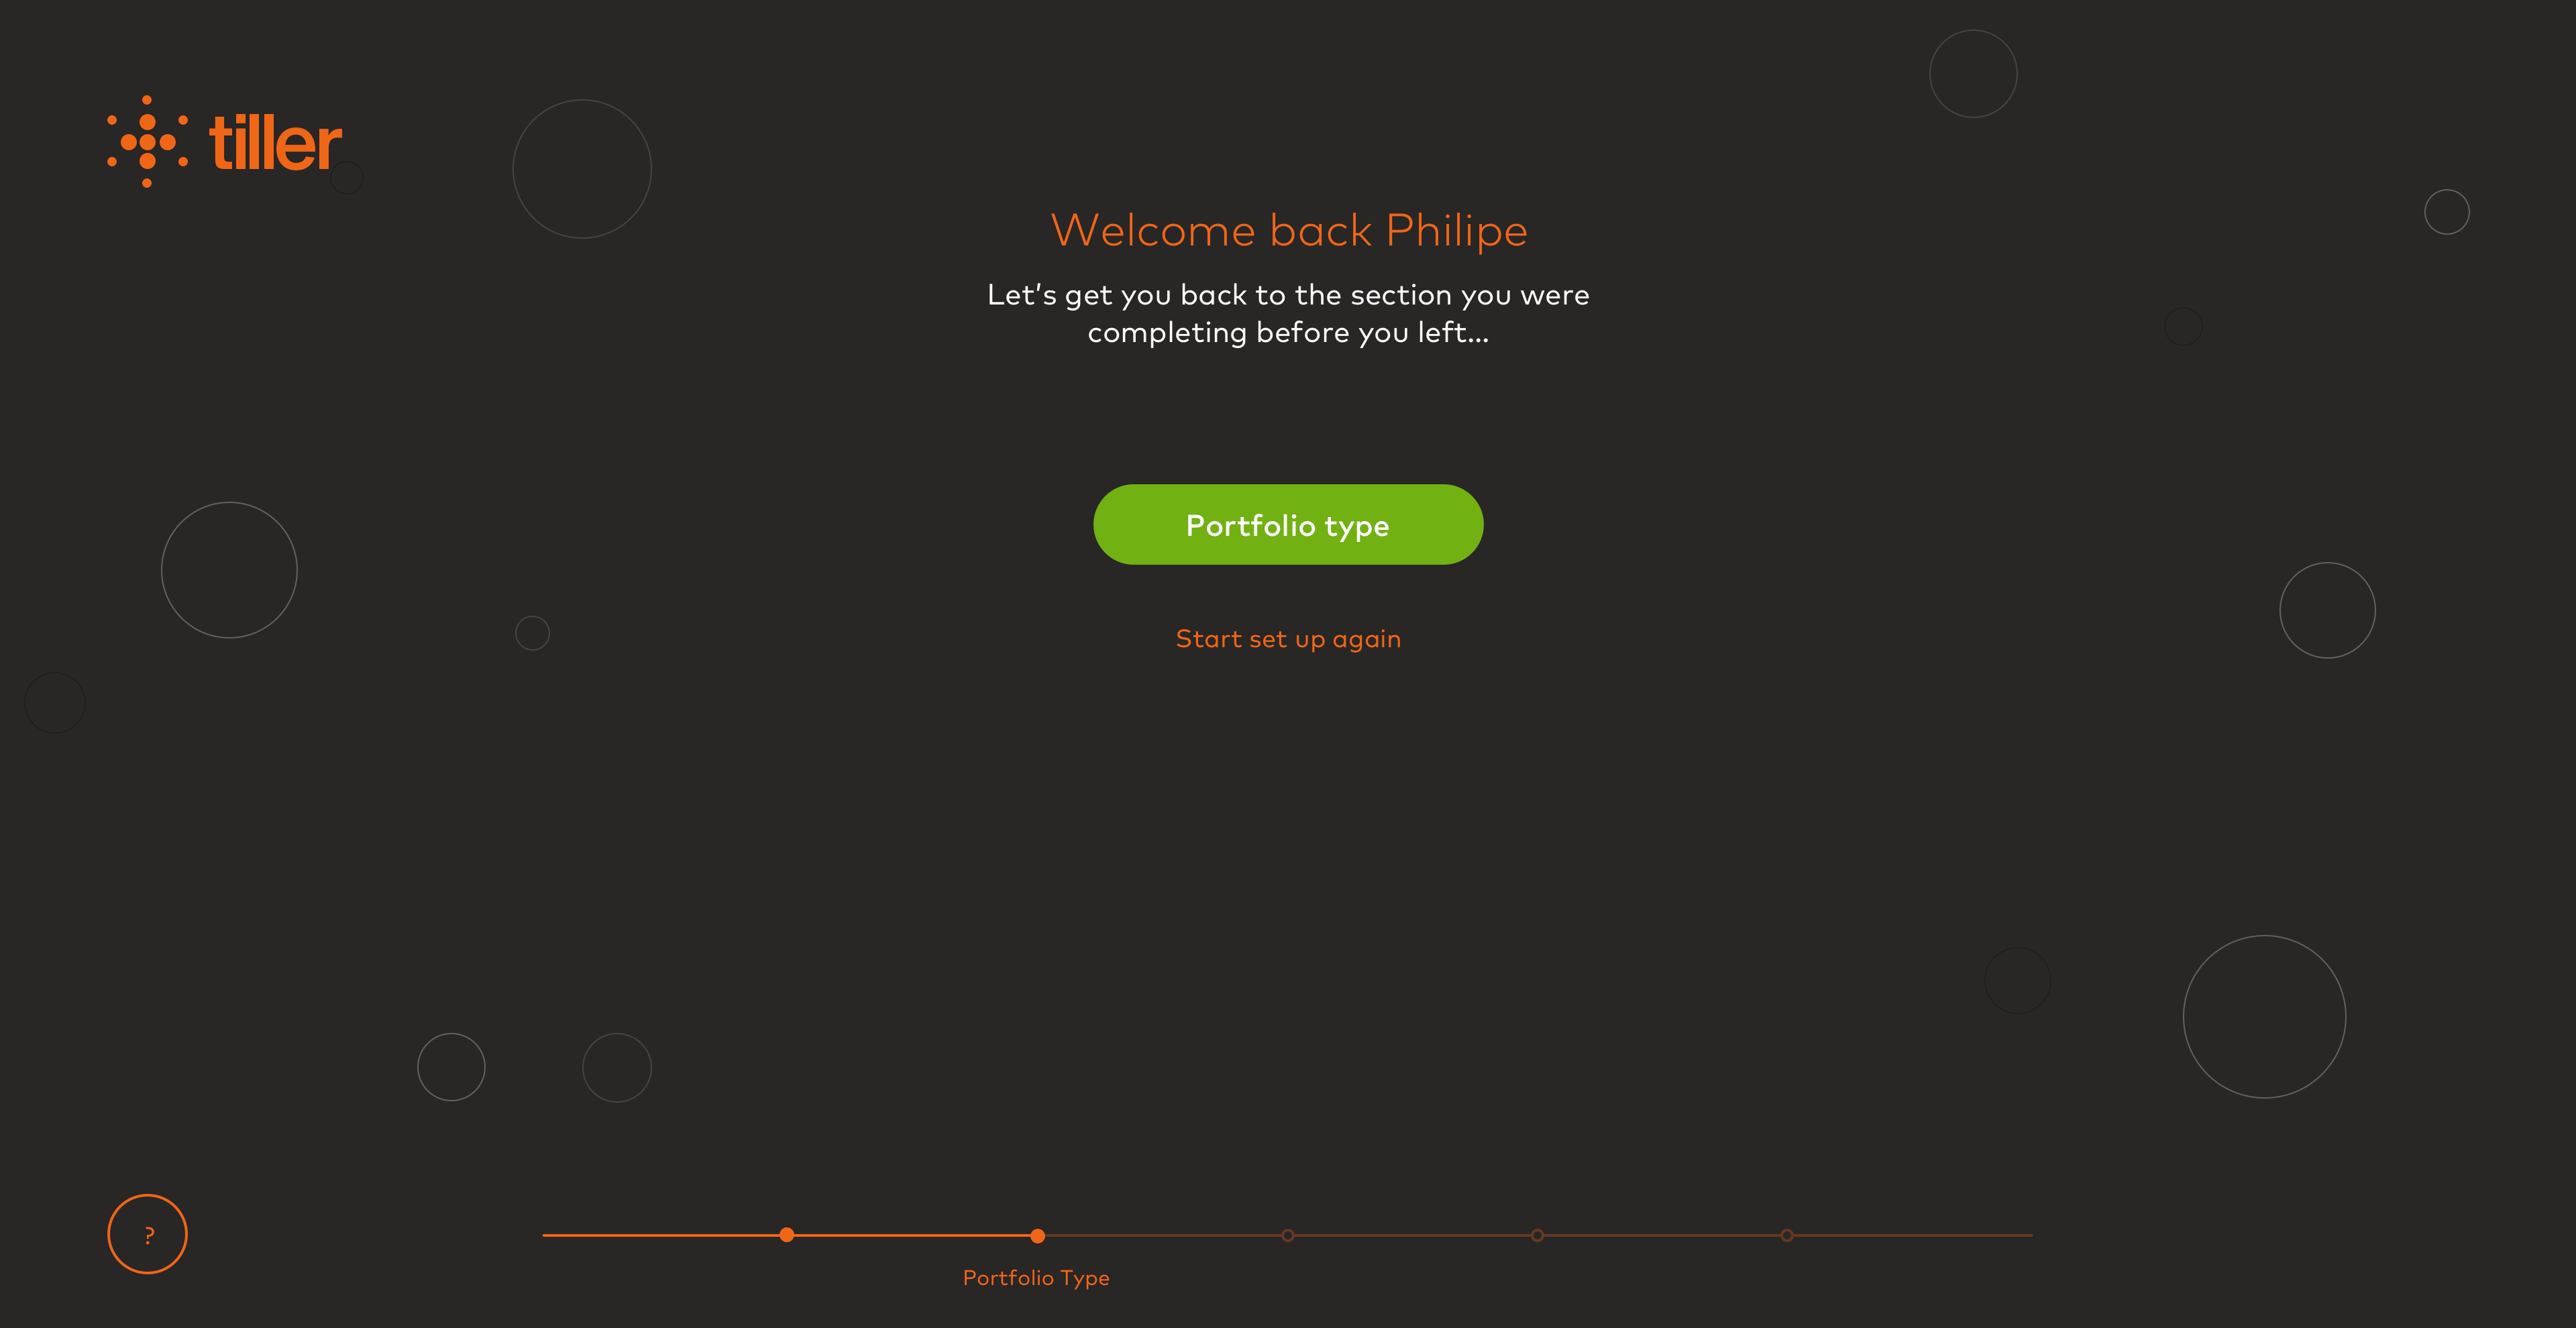 tiller
Welcome back Philipe
Let’s get you back to the section you were
completing before you left...
Portfolio type
Start set up again
?
Portfolio Type